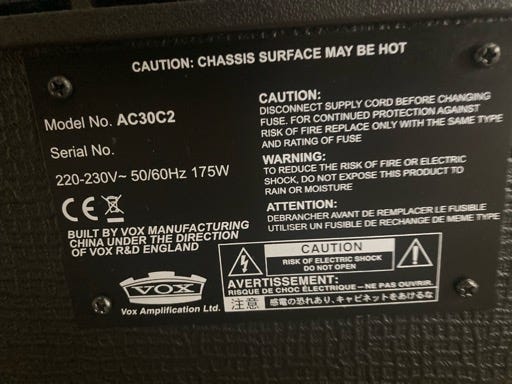 CAUTION: CHASSIS SURFACE MAY BE HOT
Model No. AC30C2
Serial No.
220-230V~ 50/60Hz 175W
CE
BUILT BY VOX MANUFACTURING
CHINA UNDER THE DIRECTION
OF VOX R&D ENGLAND
VOX
Vox Amplification Ltd.
CAUTION:
DISCONNECT SUPPLY CORD BEFORE CHANGING
FUSE. FOR CONTINUED PROTECTION AGAINST
RISK OF FIRE REPLACE ONLY WITH THE SAME TYPE
AND RATING OF FUSE
WARNING:
TO REDUCE THE RISK OF FIRE OR ELECTRIC
SHOCK, DO NOT EXPOSE THIS PRODUCT TO
RAIN OR MOISTURE
ATTENTION:
DEBRANCHER AVANT DE REMPLACER LE FUSIBLE
UTILISER UN FUSIBLE DE RECHANGE DE MEME TYPE
CAUTION
RISK OF ELECTRIC SHOCK
DO NOT OPEN
AVERTISSEMENT:
RISQUE DE CHOC ÉLECTRIQUE—NE PAS OUVRIR.
注意 感電の恐れあり、キャビネットをあけるな